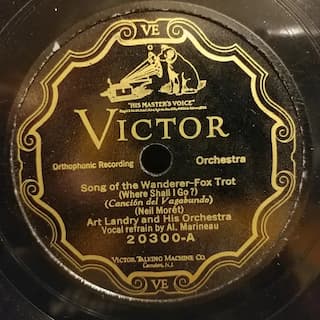 VE
"HIS MASTER'S VOICE"
VICTOR
Orthophonic Recording
Orchestra
Song of the Wanderer-Fox Trot
(Where Shall I Go?)
(Canción del Vagabundo)
(Neil Morét)
Art Landry and His Orchestra
Vocal refrain by Al. Marineau
20300-A
VICTOR TALKING MACHINE CO.
Camden, N.J.
VE